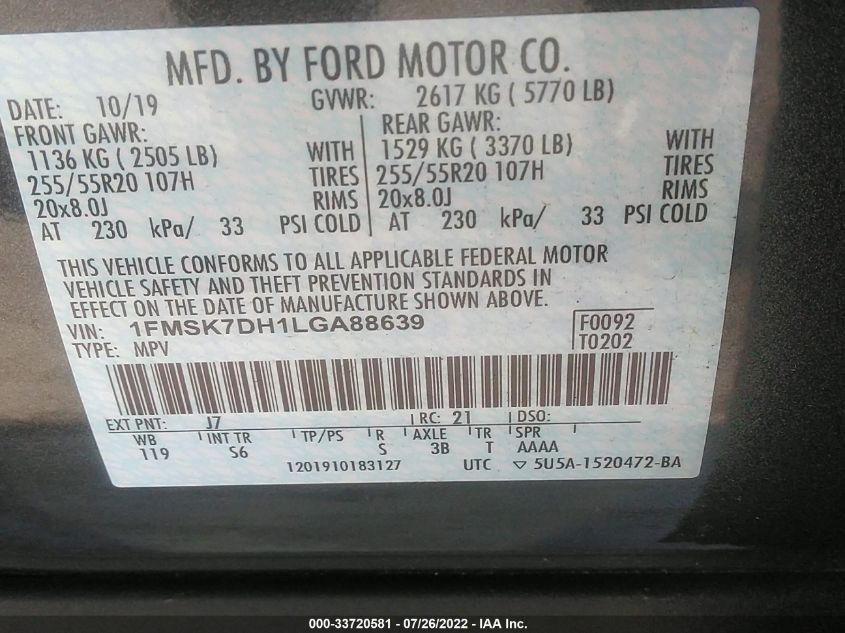 MFD. BY FORD MOTOR CO.
DATE: 10/19 GVWR: 2617 KG ( 5770 LB)
FRONT GAWR: REAR GAWR:
1136 KG ( 2505 LB) WITH 1529 KG ( 3370 LB) WITH
255/55R20 107H TIRES 255/55R20 107H TIRES
20x8.0J RIMS 20x8.0J RIMS
AT 230 kPa/ 33 PSI COLD AT 230 kPa/ 33 PSI COLD
THIS VEHICLE CONFORMS TO ALL APPLICABLE FEDERAL MOTOR
VEHICLE SAFETY AND THEFT PREVENTION STANDARDS IN
EFFECT ON THE DATE OF MANUFACTURE SHOWN ABOVE.
VIN: 1FMSK7DH1LGA88639 F0092
TYPE: MPV T0202
EXT PNT: J7 RC: 21 DSO:
WB INT TR TP/PS R AXLE TR SPR
119 S6 S 3B T AAAA
1201910183127 UTC ▽ 5U5A-1520472-BA
000-33720581 - 07/26/2022 - IAA Inc.